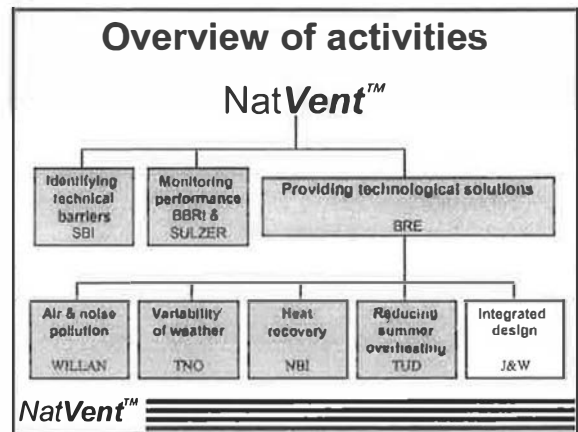 Overview of activities
NatVent™
Identifying
technical
barriers
SBI
Monitoring
performance
BBRI &
SULZER
Providing technological solutions
BRE
Air & noise
pollution
WILLAN
Variability
of weather
TNO
Heat
recovery
NBI
Reducing
summer
overheating
TUD
Integrated
design
J&W
NatVent™